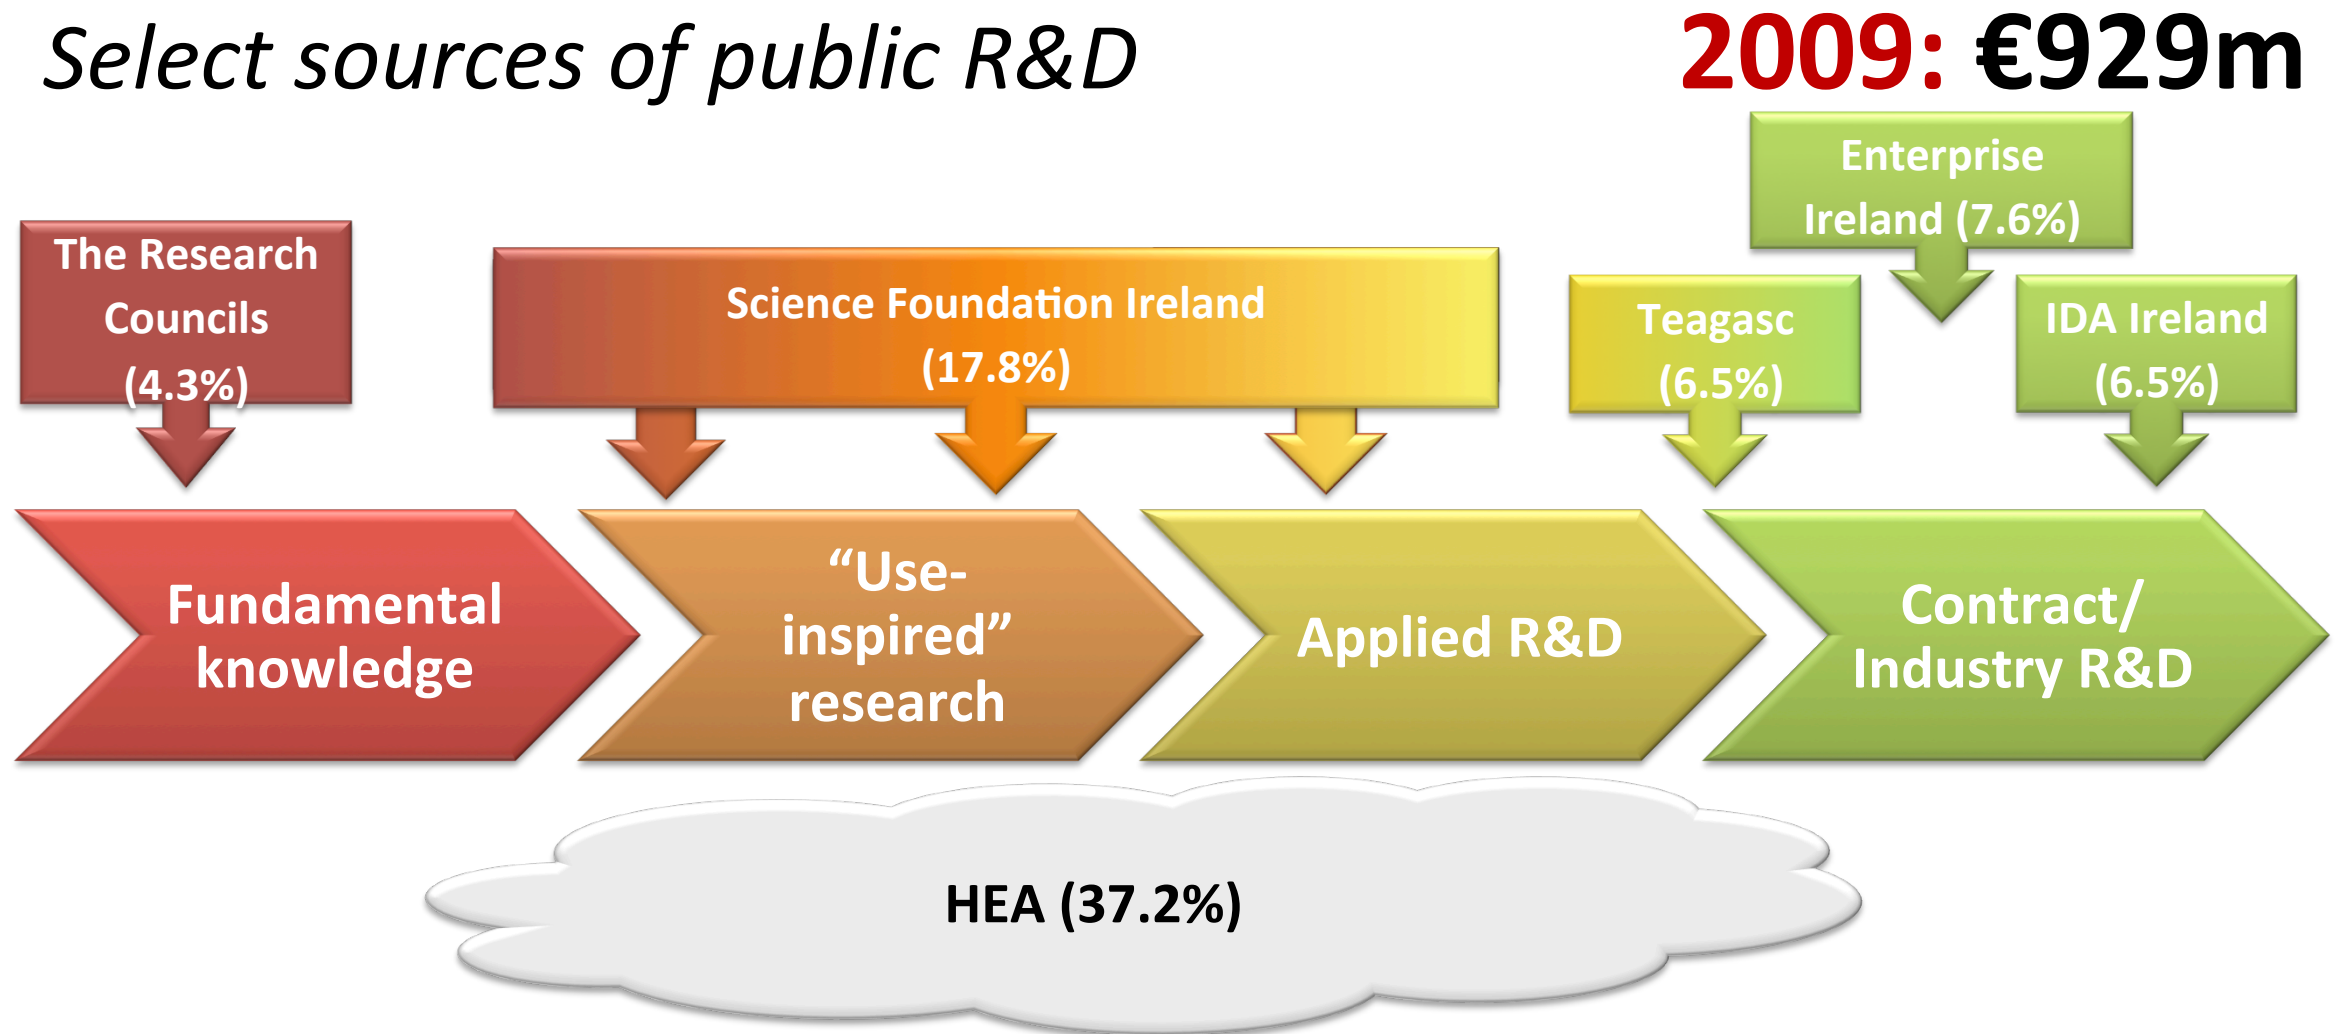 Select sources of public R&D
2009: €929m
The Research
Councils
(4.3%)
Science Foundation Ireland
(17.8%)
Teagasc
(6.5%)
Enterprise
Ireland (7.6%)
IDA Ireland
(6.5%)
Fundamental
knowledge
“Use-
inspired”
research
Applied R&D
Contract/
Industry R&D
HEA (37.2%)